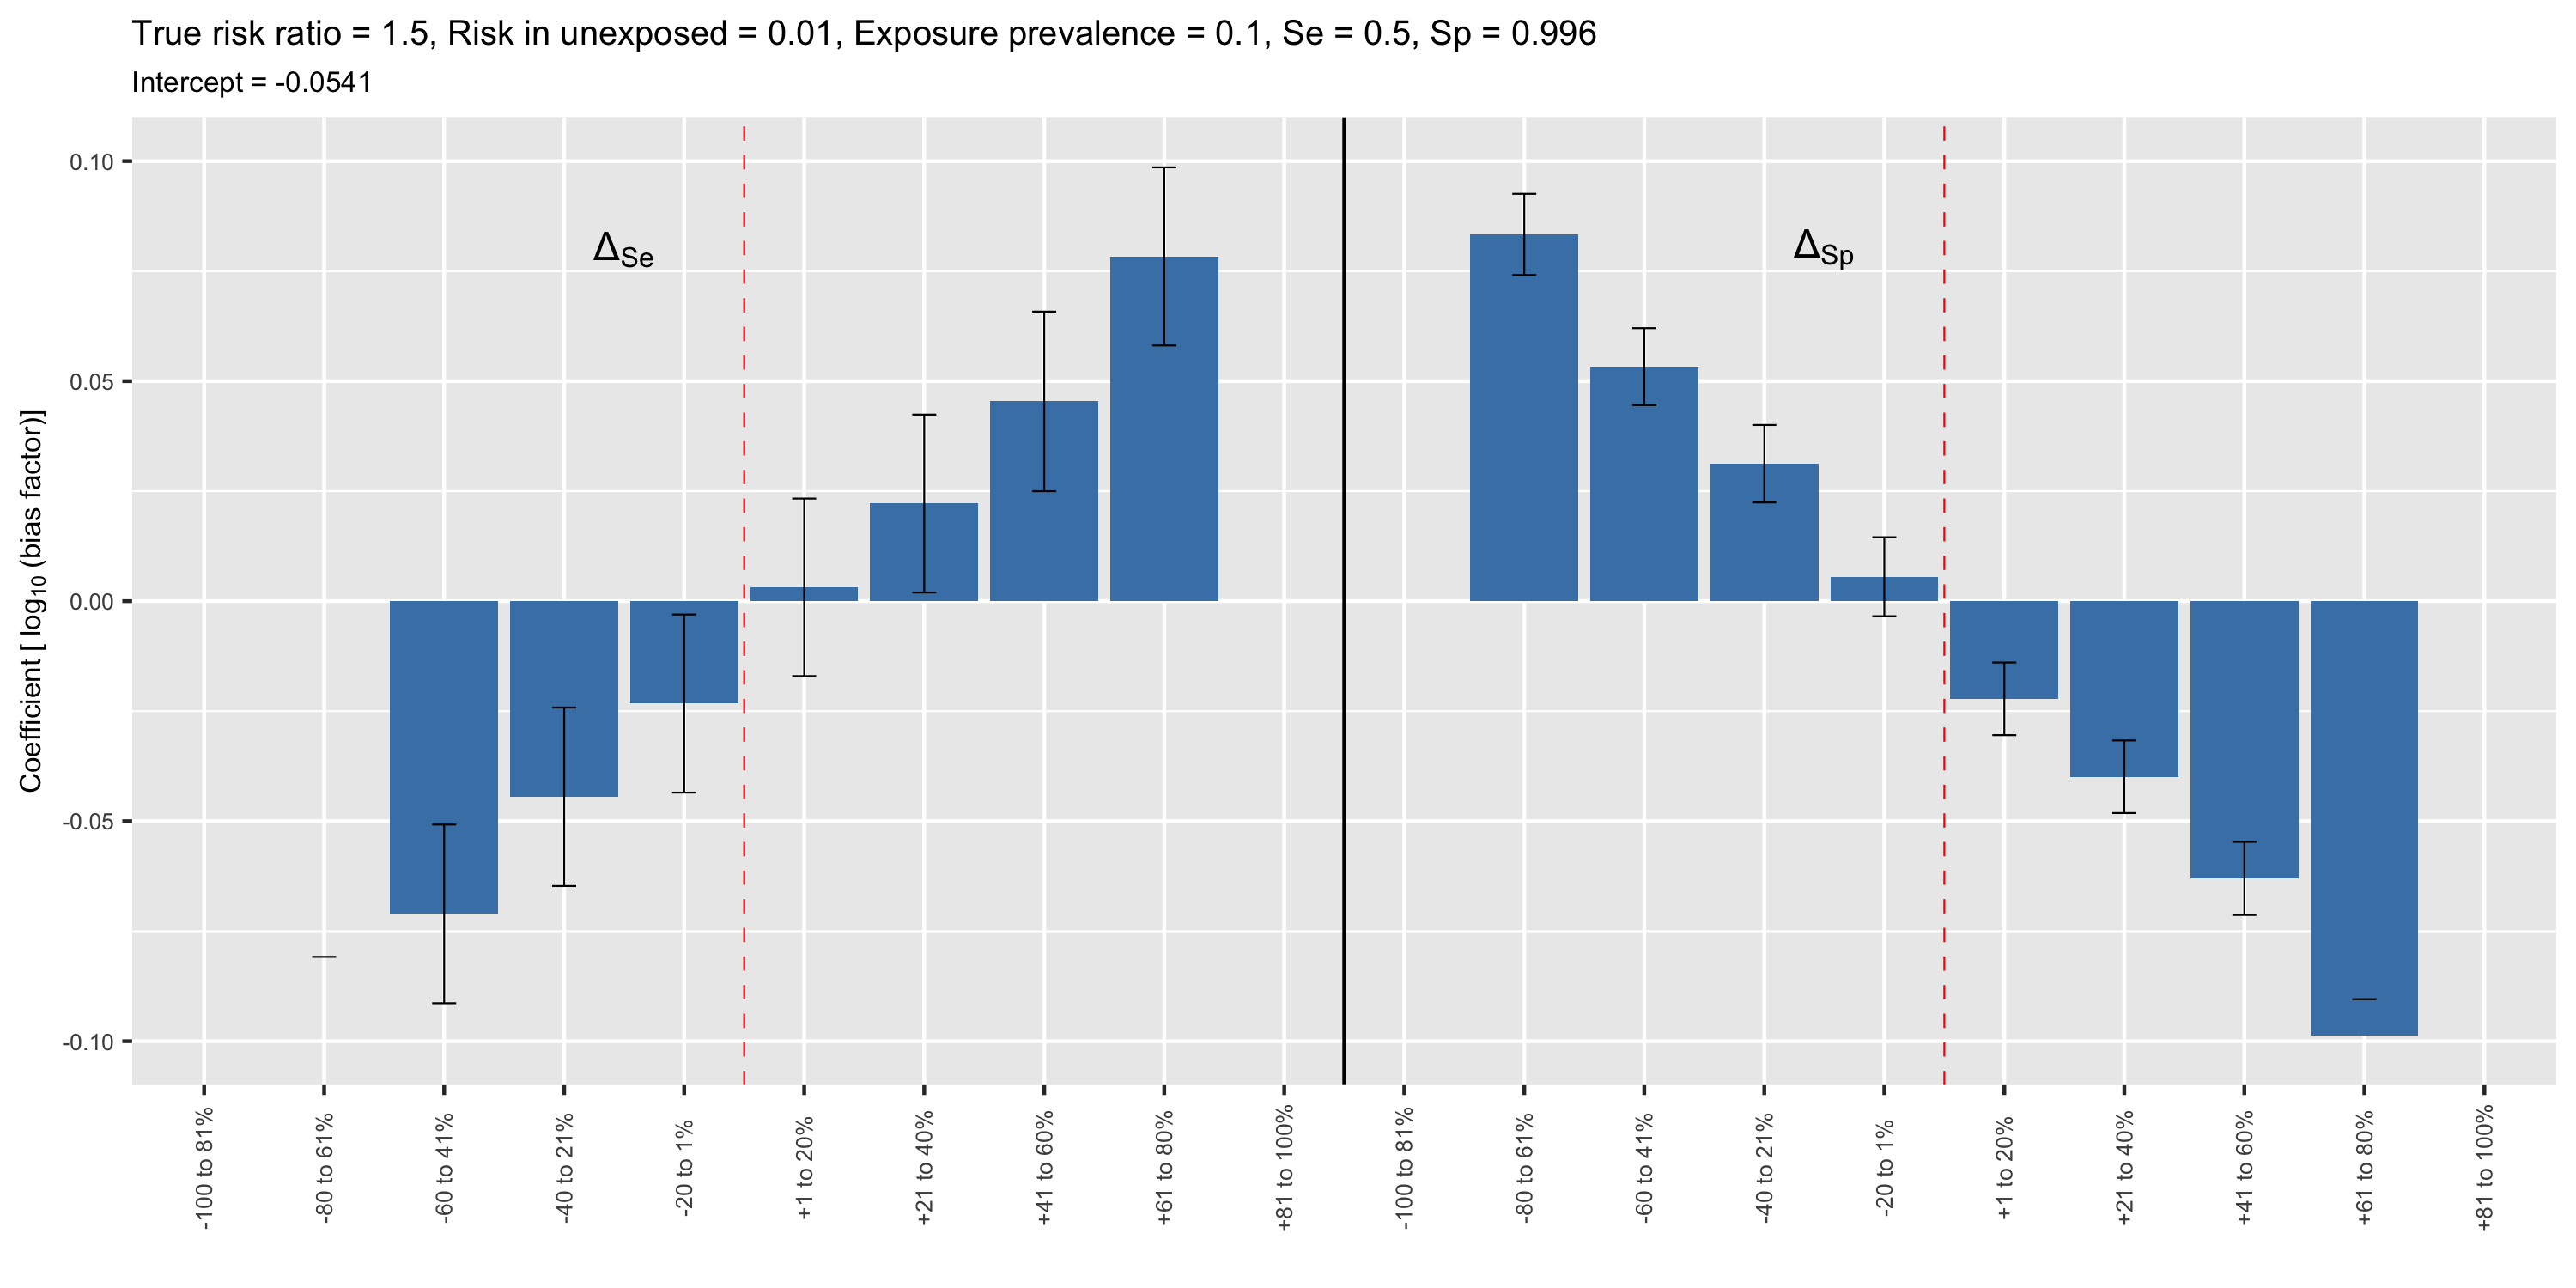 True risk ratio = 1.5, Risk in unexposed = 0.01, Exposure prevalence = 0.1, Se = 0.5, Sp = 0.996
Intercept = -0.0541
Coefficient [ log10 (bias factor)]
0.10
0.05
0.00
-0.05
-0.10
ΔSe
ΔSp
-100 to 81%
-80 to 61%
-60 to 41%
-40 to 21%
-20 to 1%
+1 to 20%
+21 to 40%
+41 to 60%
+61 to 80%
+81 to 100%
-100 to 81%
-80 to 61%
-60 to 41%
-40 to 21%
-20 to 1%
+1 to 20%
+21 to 40%
+41 to 60%
+61 to 80%
+81 to 100%